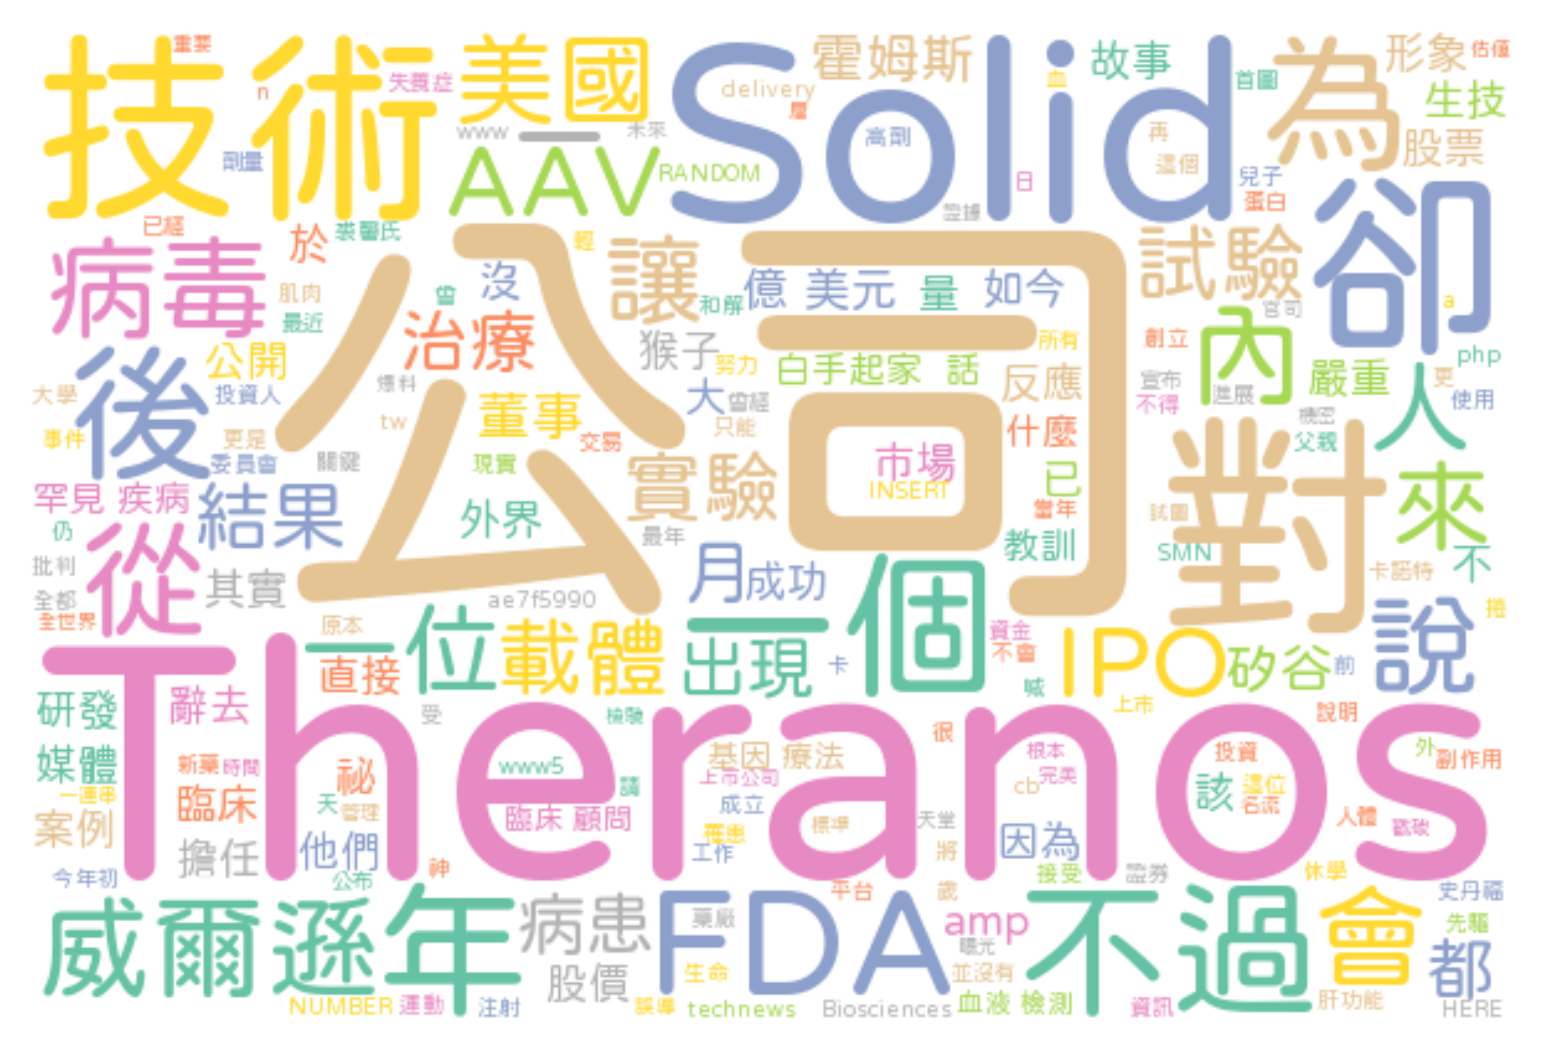 技術
重要
n
失養症
美國
Solid
霍姆斯
delivery
層
血
故事
首圖
為
形象
估值
生技
股票
www
一
未來
劑量
AAV
RANDOM
高劑
日
再
這個
兒子
蛋白
卻
已經
病毒
於
裘馨氏
肌肉
最近
曾
沒
輕
讓
和解
證據
公司
億 美元
量
如今
試驗
官司
a
治療
猴子
努力
白手起家
話
所有
反應
創立
內
嚴重
php
公開
大學
後
投資人
爆料
tw
董事
交易
大
曾經
只能
什麼
宣布
不得
進展
機密
父親
人
更
使用
事件
更是
委員會
關鍵
現實
實驗
市場
INSERT
已
當年
對
來
罕見 疾病
結果
外界
最年
教訓
試圖
SMN
仍
不
批判
從
其實
全都
全世界
ae7f5990
月
成功
個
卡諾特
捲
原本
一位
載體
出現
卡
資金
不會
喊
IPO
矽谷
前
說
直接
上市
研發
辭去
Theranos
受
檢驗
很
說明
媒體
新藥
時間
祕
www5
請
基因 療法
上市公司
根本
完美
cb
投資
該
這位
名流
外
副作用
一連串
臨床
天
管理
臨床 顧問
成立
罹患
標準
天堂
人體
戳破
案例
擔任
他們
工作
將
因為
今年初
公布
神
接受
證券
休學
平台
歲
史丹福
威爾遜
年
病患
藥廠
FDA
amp
曝光
不過
會
先驅
都
股價
生命
並沒有
肝功能
NUMBER
運動
注射
誤導
technews
Biosciences
血液 檢測
資訊
HERE